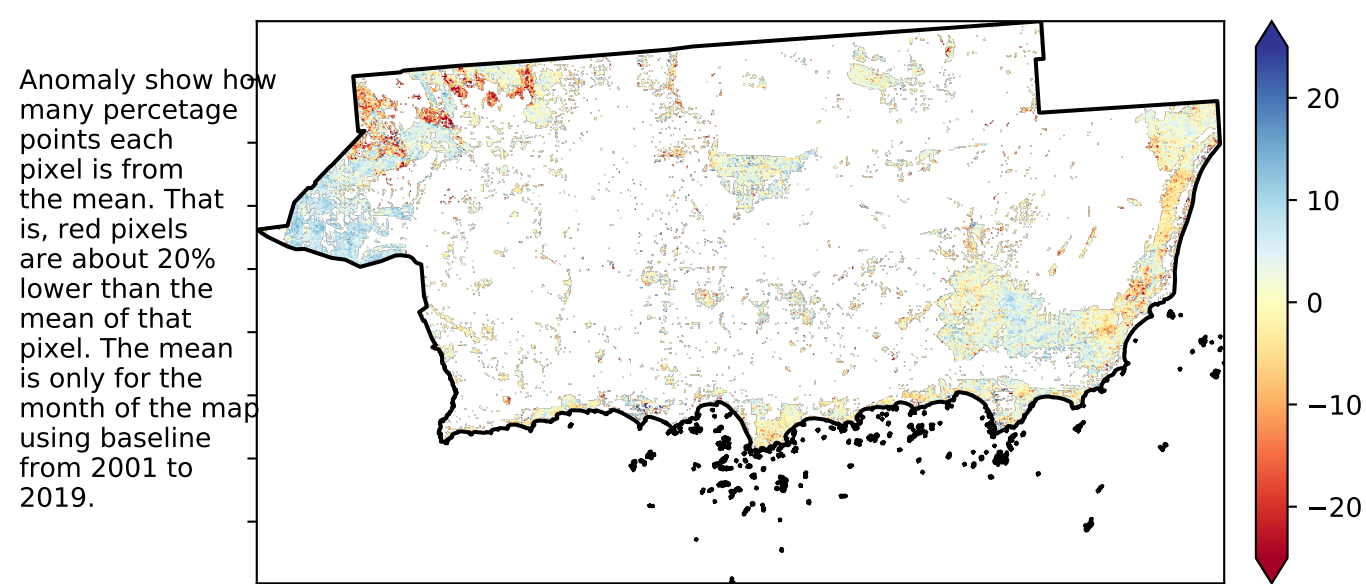 Anomaly show how
many percetage
points each
pixel is from
the mean. That
is, red pixels
are about 20%
lower than the
mean of that
pixel. The mean
is only for the
month of the map
using baseline
from 2001 to
2019.
20
10
0
−10
−20